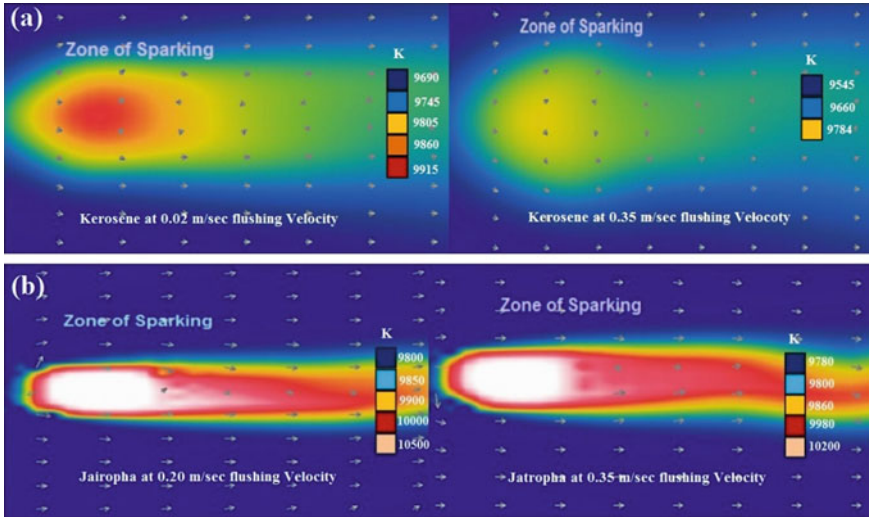 (a)
Zone of Sparking
K
9690
9745
9805
9860
9915
Kerosene at 0.02 m/sec flushing Velocity
Zone of Sparking
K
9545
9660
9784
Kerosene at 0.35 m/sec flushing Velocoty
(b)
Zone of Sparking
K
9800
9850
9900
10000
10500
Jairopha at 0.20 m/sec flushing Velocity
Zone of Sparking
K
9780
9800
9860
9980
10200
Jatropha at 0.35 m/sec flushing Velocity